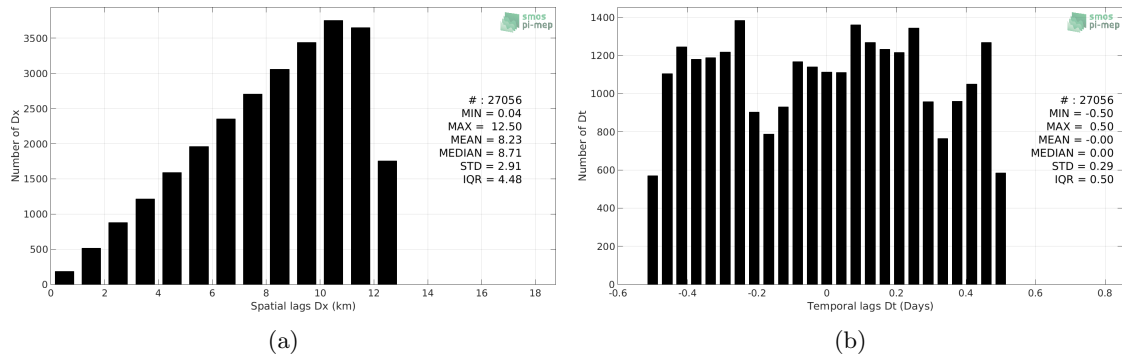 smos
pi-mep
3500
3000
2500
2000
1500
1000
500
0
Number of Dx
# : 27056
MIN = 0.04
MAX = 12.50
MEAN = 8.23
MEDIAN = 8.71
STD = 2.91
IQR = 4.48
0 2 4 6 8 10 12 14 16 18
Spatial lags Dx (km)
(a)
smos
pi-mep
1400
1200
1000
800
600
400
200
0
Number of Dt
# : 27056
MIN = -0.50
MAX = 0.50
MEAN = -0.00
MEDIAN = 0.00
STD = 0.29
IQR = 0.50
-0.6 -0.4 -0.2 0 0.2 0.4 0.6 0.8
Temporal lags Dt (Days)
(b)